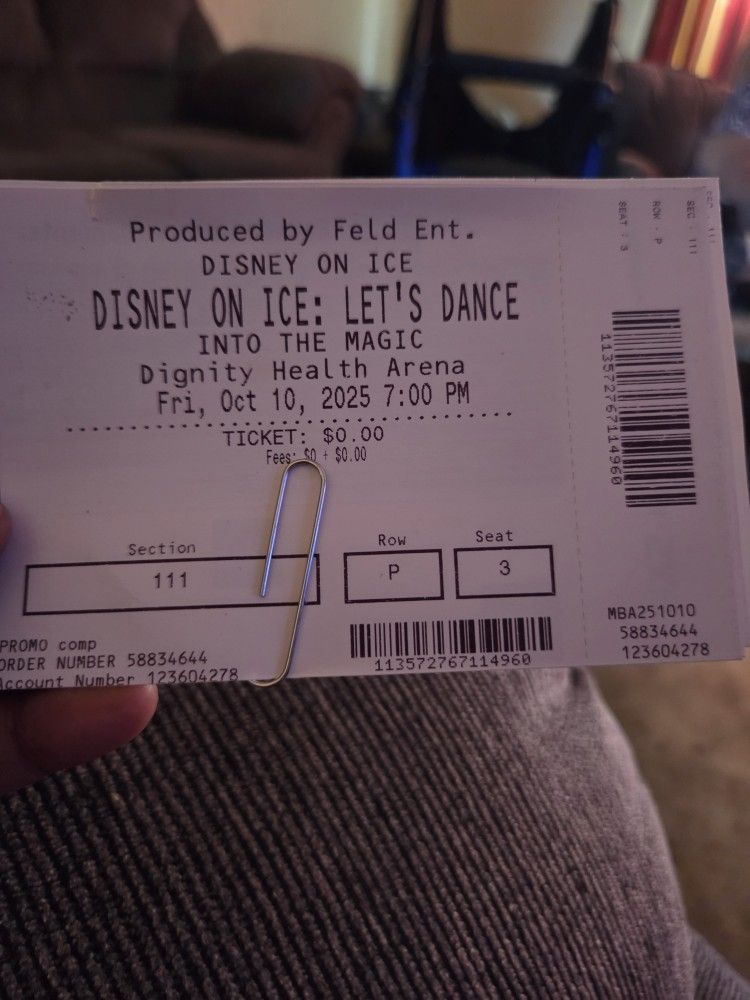 Produced by Feld Ent.
DISNEY ON ICE
DISNEY ON ICE: LET'S DANCE
INTO THE MAGIC
Dignity Health Arena
Fri, Oct 10, 2025 7:00 PM
TICKET: $0.00
Fees: $0 + $0.00
Section
111
Row
P
Seat
3
PROMO comp
ORDER NUMBER 58834644
Account Number 123604278
113572767114960
SEC : 111
ROW : P
SEAT : 3
113572767114960
MBA251010
58834644
123604278